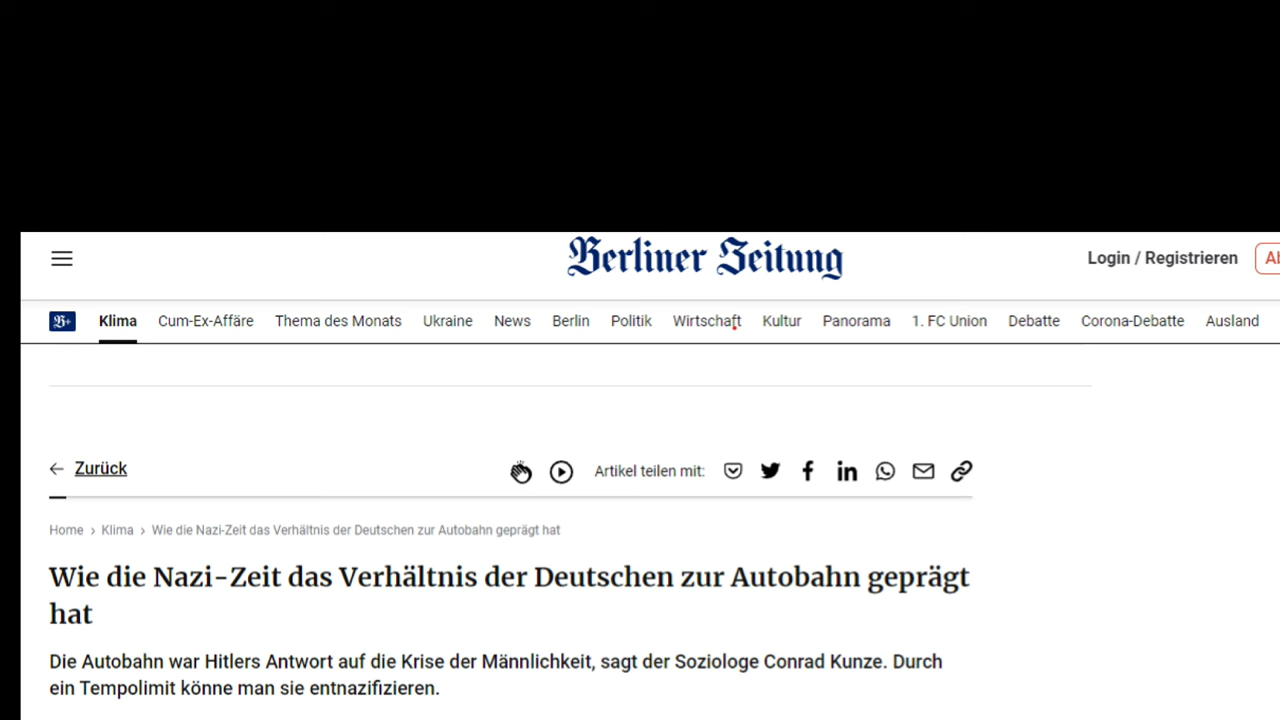 Berliner Zeitung
Login / Registrieren
B+ Klima Cum-Ex-Affäre Thema des Monats Ukraine News Berlin Politik Wirtschaft Kultur Panorama 1. FC Union Debatte Corona-Debatte Ausland
Zurück
Artikel teilen mit:
Home › Klima › Wie die Nazi-Zeit das Verhältnis der Deutschen zur Autobahn geprägt hat
Wie die Nazi-Zeit das Verhältnis der Deutschen zur Autobahn geprägt
hat
Die Autobahn war Hitlers Antwort auf die Krise der Männlichkeit, sagt der Soziologe Conrad Kunze. Durch
ein Tempolimit könne man sie entnazifizieren.